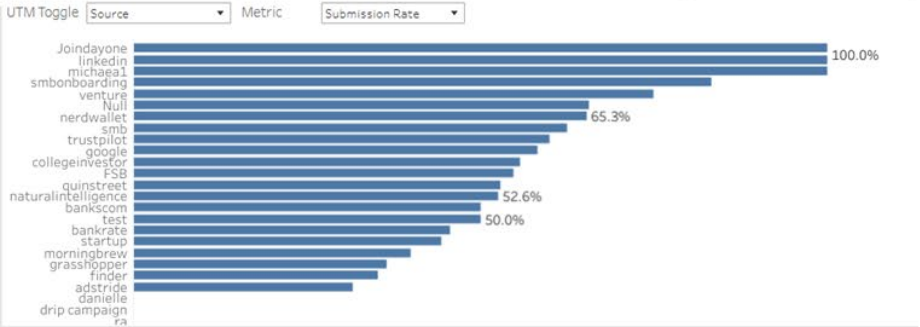 UTM Toggle Source Metric Submission Rate
Joindayone
linkedin 100.0%
michaea1
smbonboarding
venture
Null
nerdwallet 65.3%
smb
trustpilot
google
collegeinvestor
FSB
quinstreet
naturalintelligence 52.6%
bankscom
test 50.0%
bankrate
startup
morningbrew
grasshopper
finder
adstride
danielle
drip campaign
ra